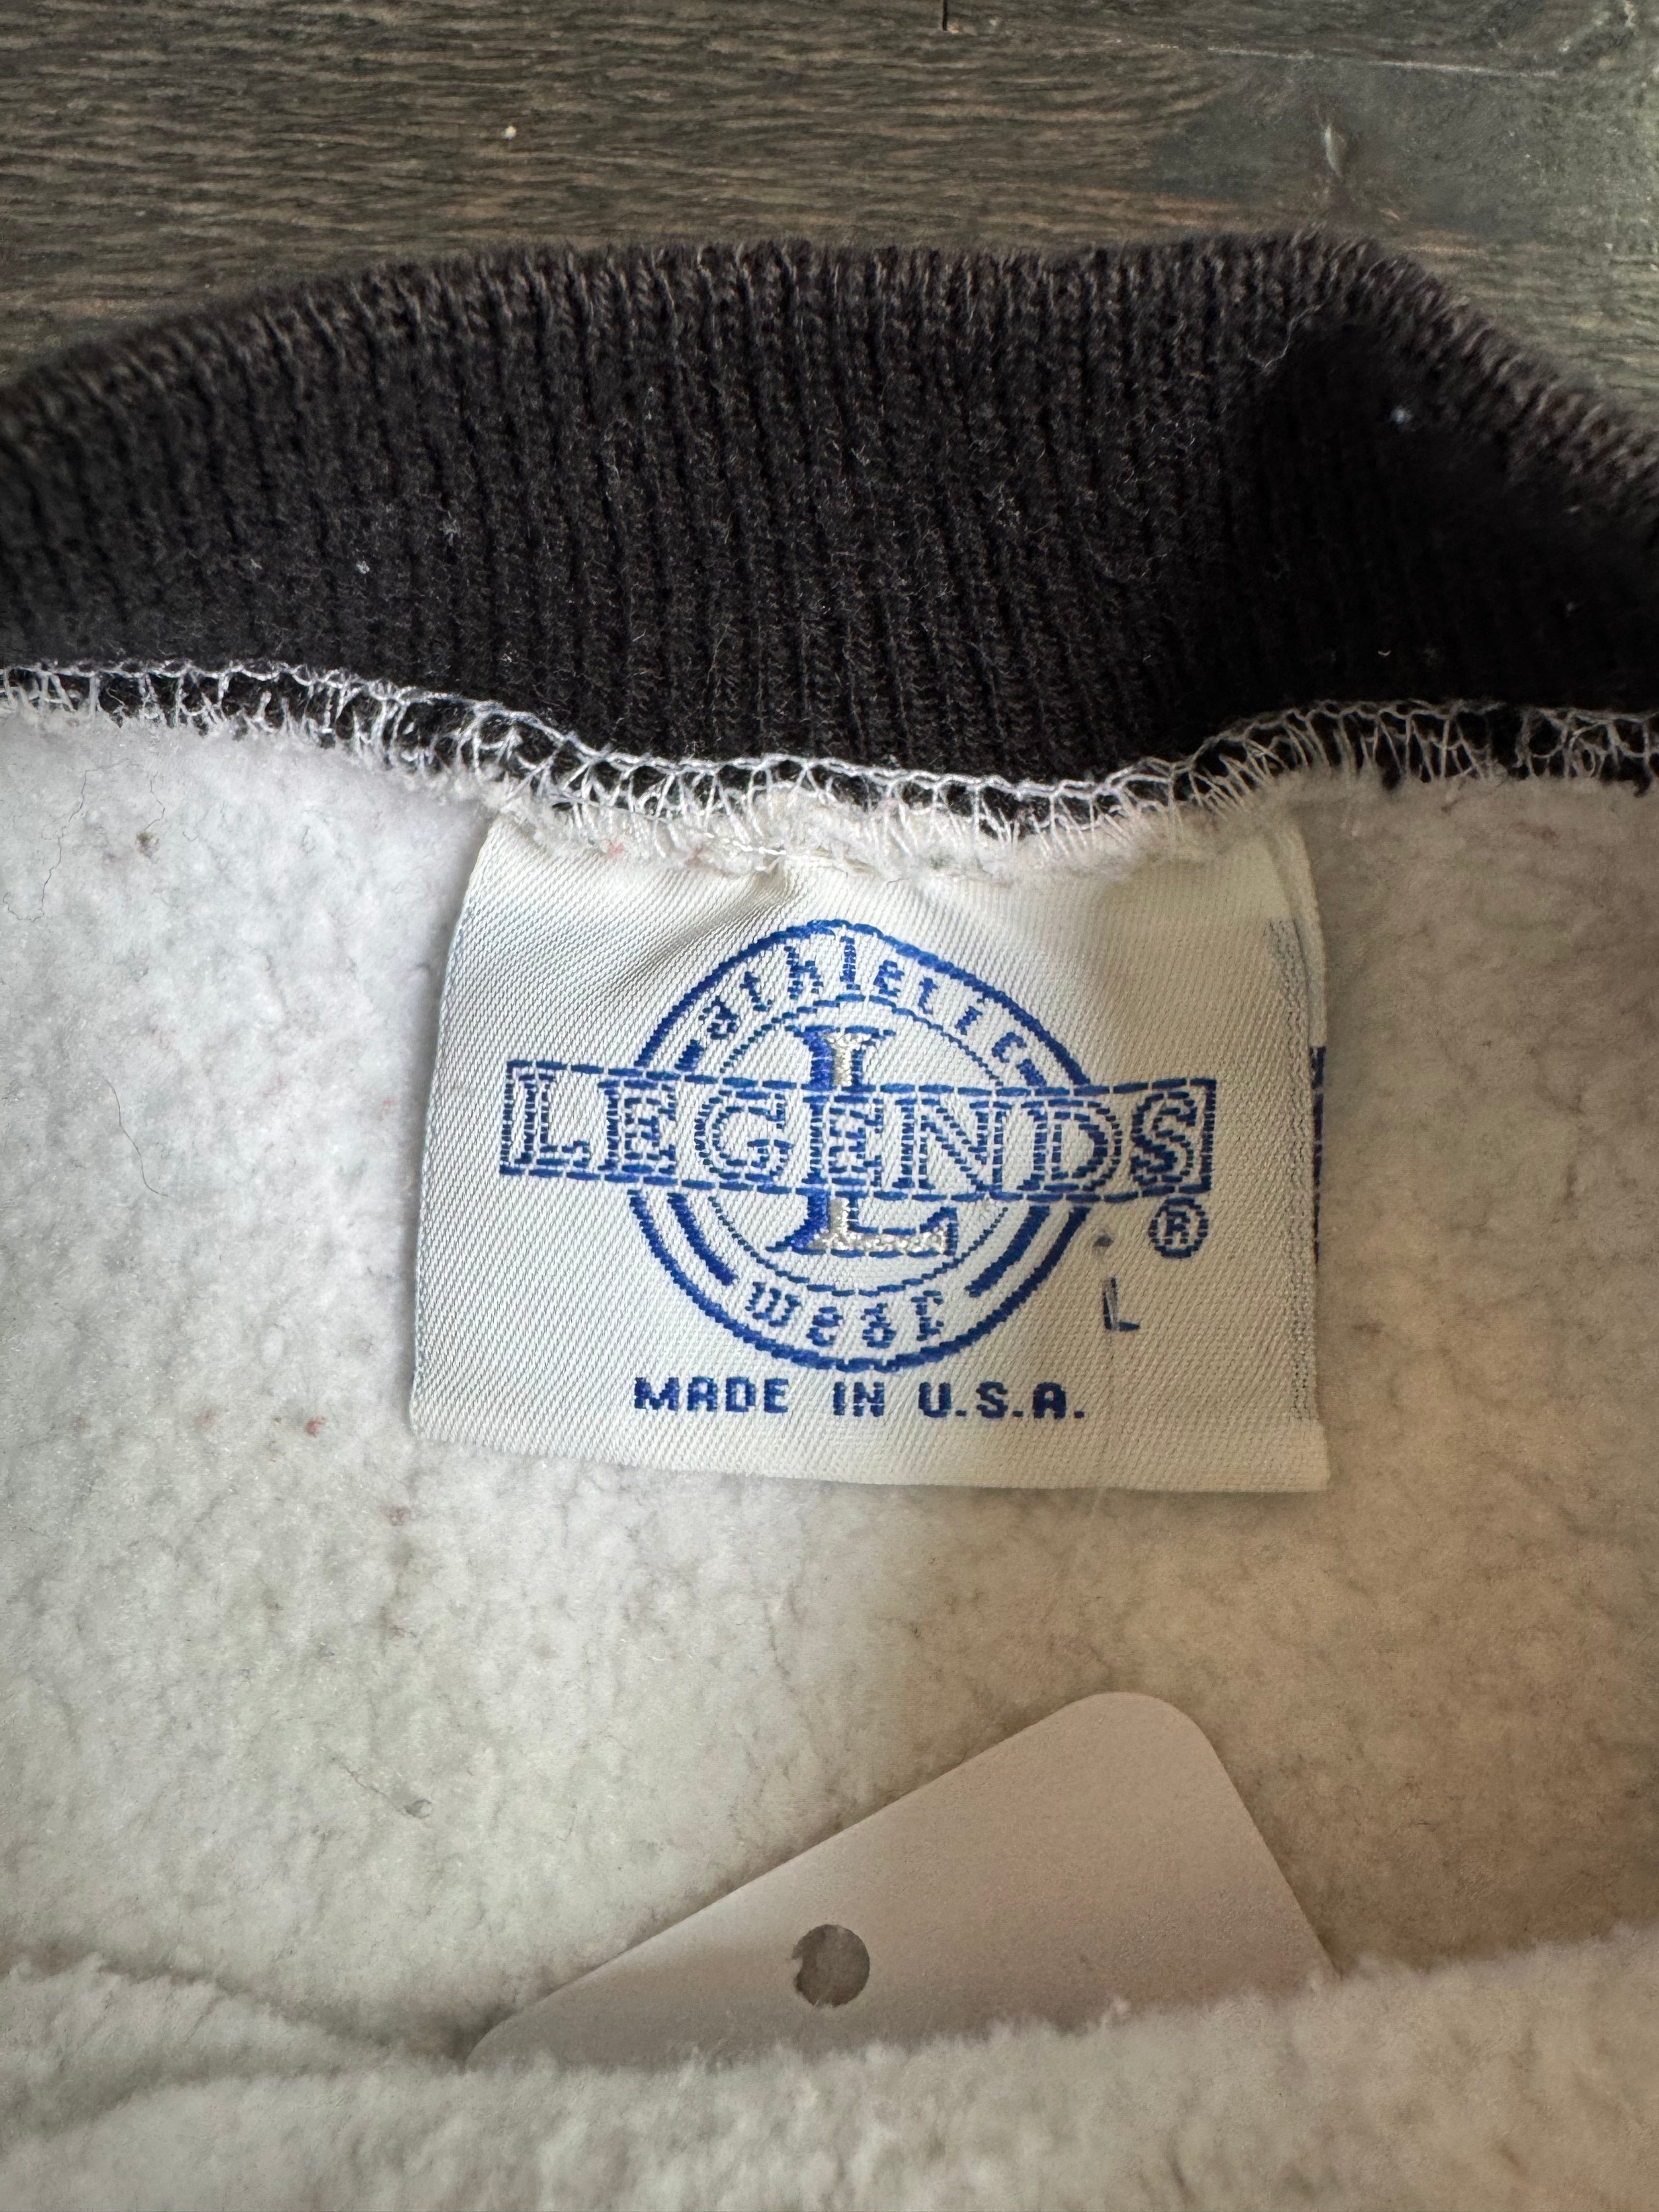 athletic
L
LEGENDS
®
wear
L
MADE IN U.S.A.